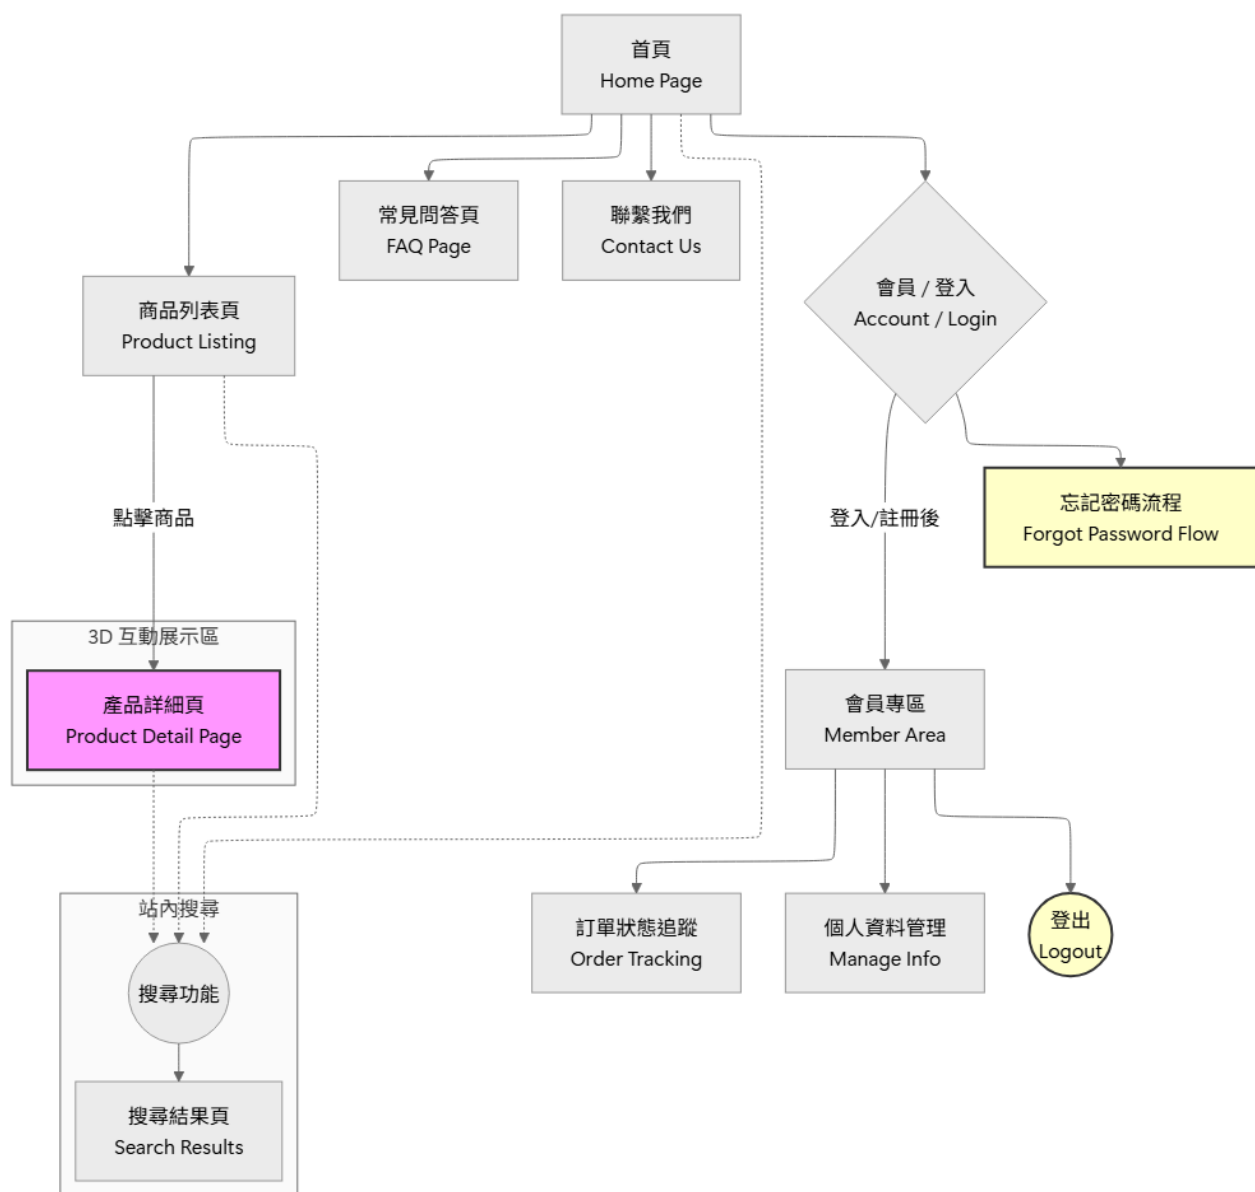 首頁
Home Page
常見問答頁
FAQ Page
聯繫我們
Contact Us
會員 / 登入
Account / Login
商品列表頁
Product Listing
點擊商品
登入/註冊後
忘記密碼流程
Forgot Password Flow
3D 互動展示區
產品詳細頁
Product Detail Page
會員專區
Member Area
站內搜尋
訂單狀態追蹤
Order Tracking
個人資料管理
Manage Info
登出
Logout
搜尋功能
搜尋結果頁
Search Results